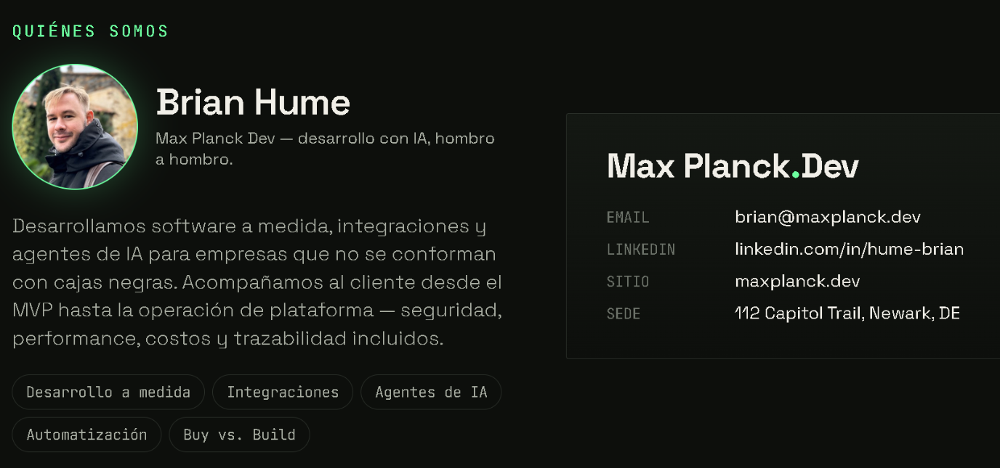 QUIÉNES SOMOS
Brian Hume
Max Planck Dev — desarrollo con IA, hombro
a hombro.
Desarrollamos software a medida, integraciones y
agentes de IA para empresas que no se conforman
con cajas negras. Acompañamos al cliente desde el
MVP hasta la operación de plataforma — seguridad,
performance, costos y trazabilidad incluidos.
Desarrollo a medida
Integraciones
Agentes de IA
Automatización
Buy vs. Build
Max Planck.Dev
EMAIL brian@maxplanck.dev
LINKEDIN linkedin.com/in/hume-brian
SITIO maxplanck.dev
SEDE 112 Capitol Trail, Newark, DE